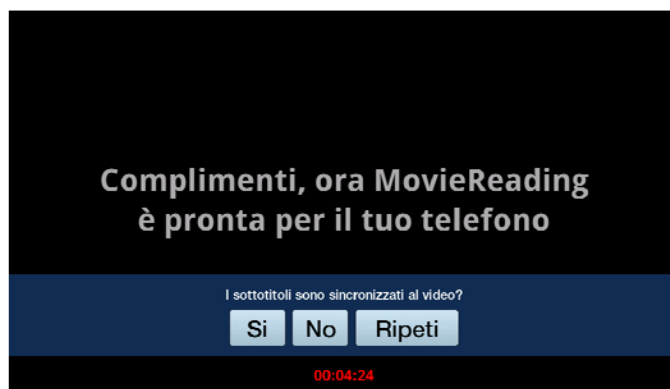 Complimenti, ora MovieReading
è pronta per il tuo telefono
I sottotitoli sono sincronizzati al video?
Si No Ripeti
00:04:24